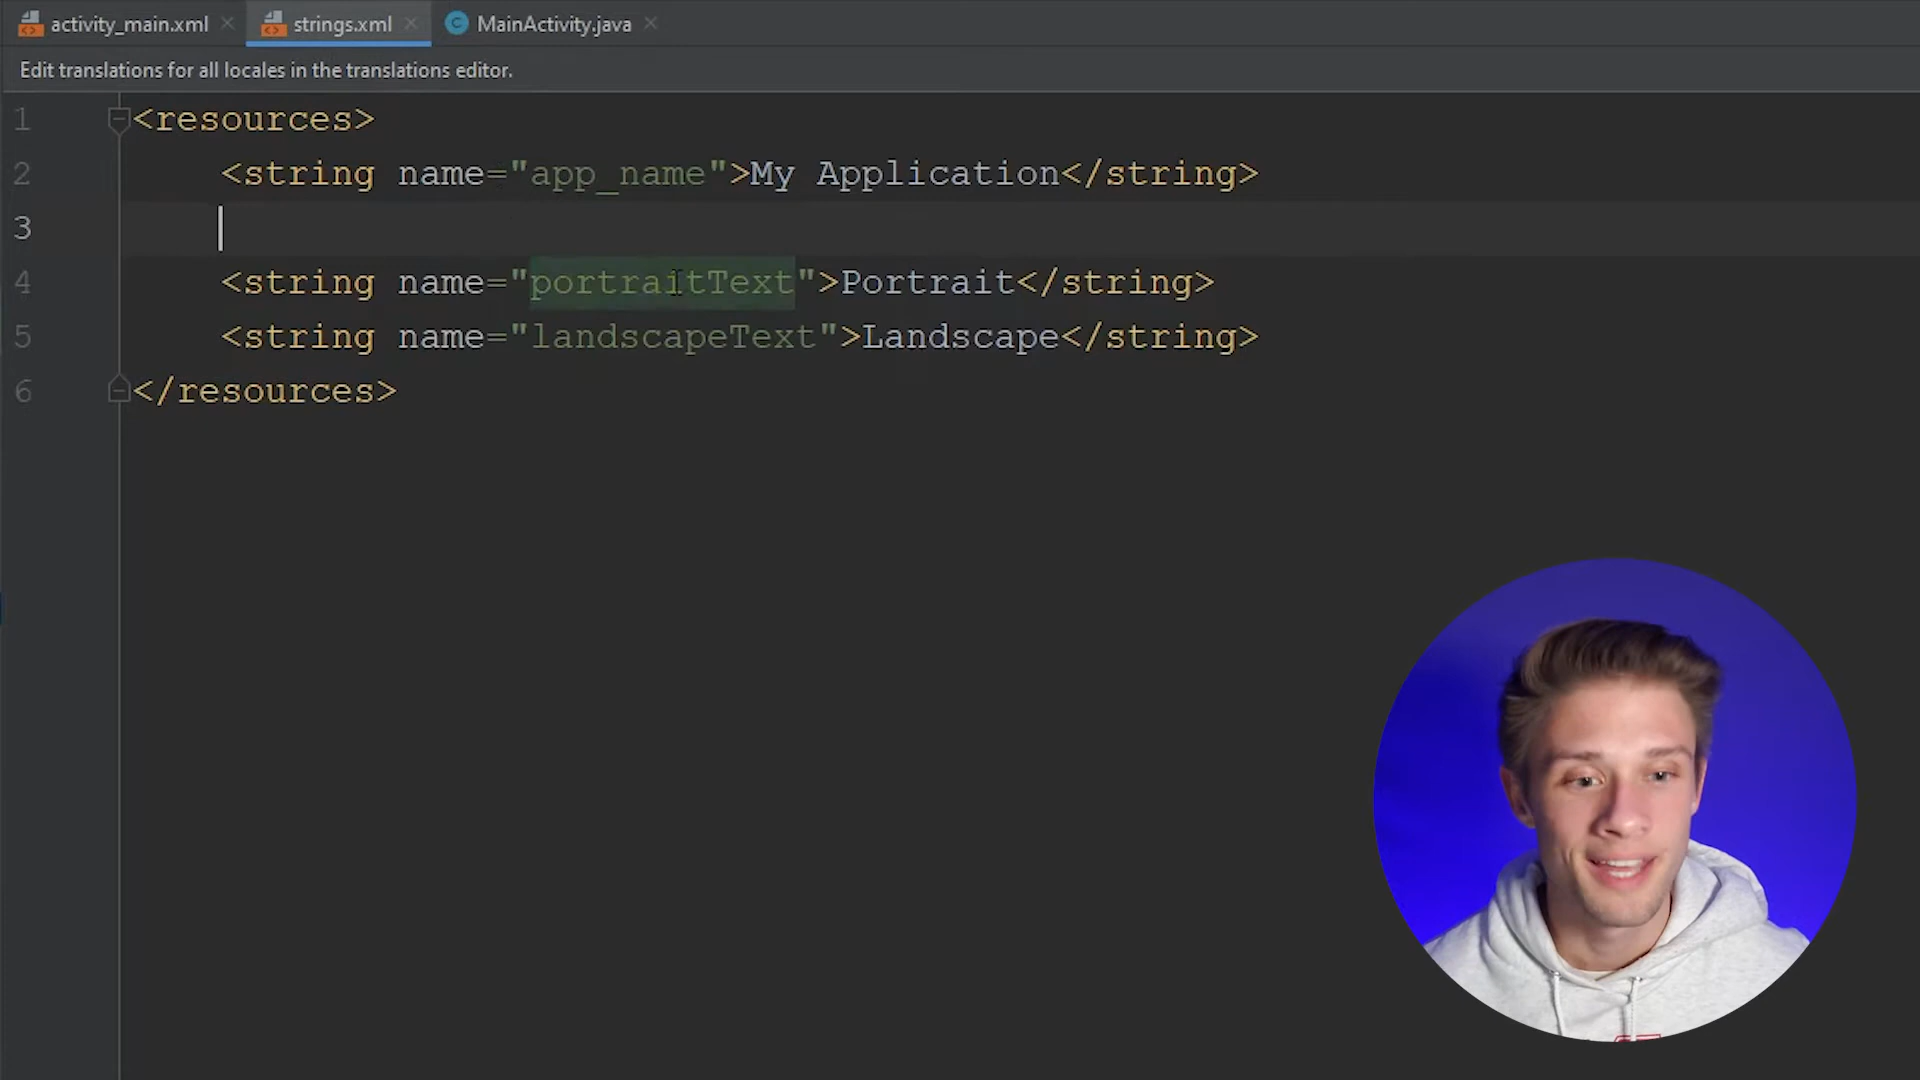 activity_main.xml strings.xml MainActivity.java
Edit translations for all locales in the translations editor.
1 <resources>
2 <string name="app_name">My Application</string>
3
4 <string name="portraitText">Portrait</string>
5 <string name="landscapeText">Landscape</string>
6 </resources>